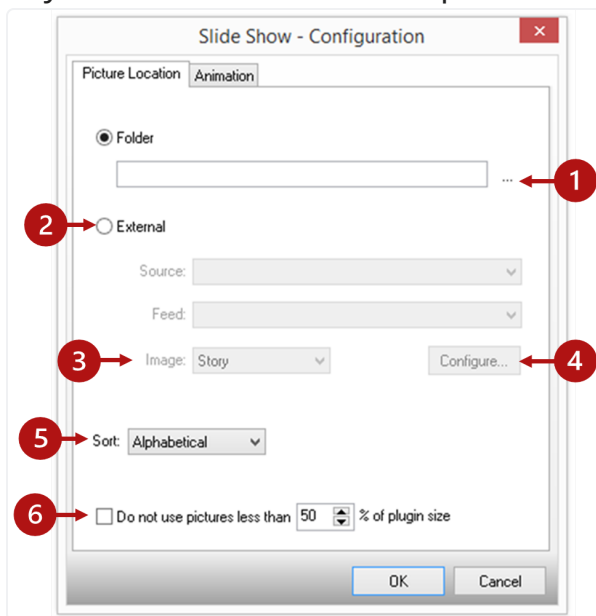 Slide Show - Configuration
Picture Location Animation
Folder
... 1
2 External
Source:
Feed:
3 Image: Story Configure... 4
5 Sort: Alphabetical
6 Do not use pictures less than 50 % of plugin size
OK Cancel